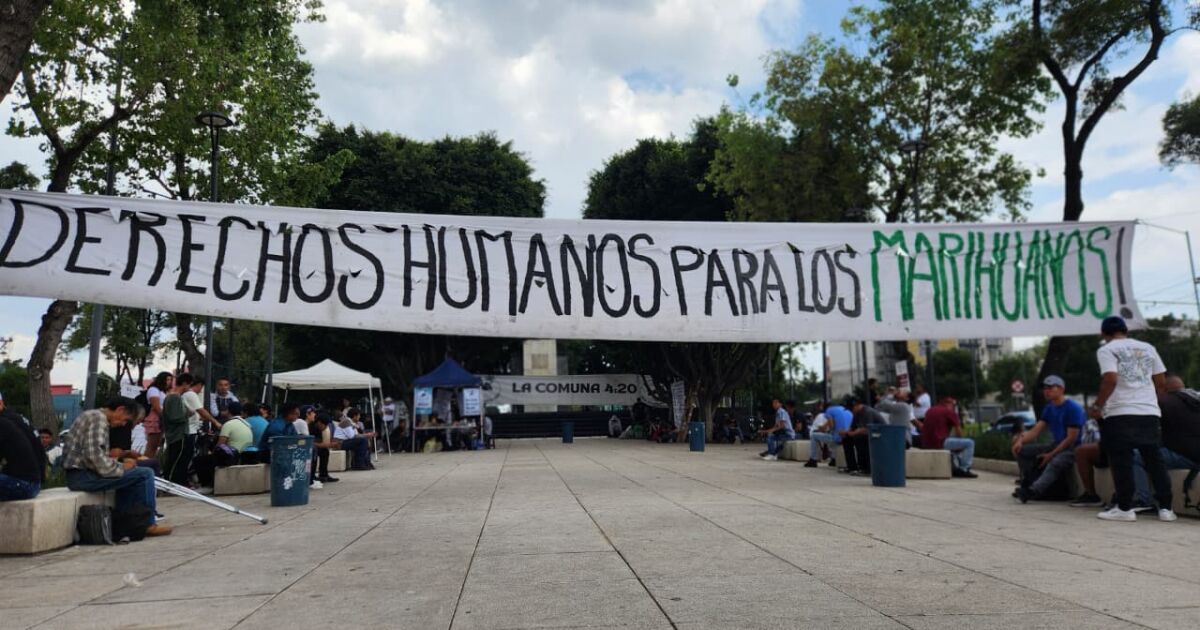 DERECHOS HUMANOS PARA LOS MARIHUANOS!
LA COMUNA 4:20